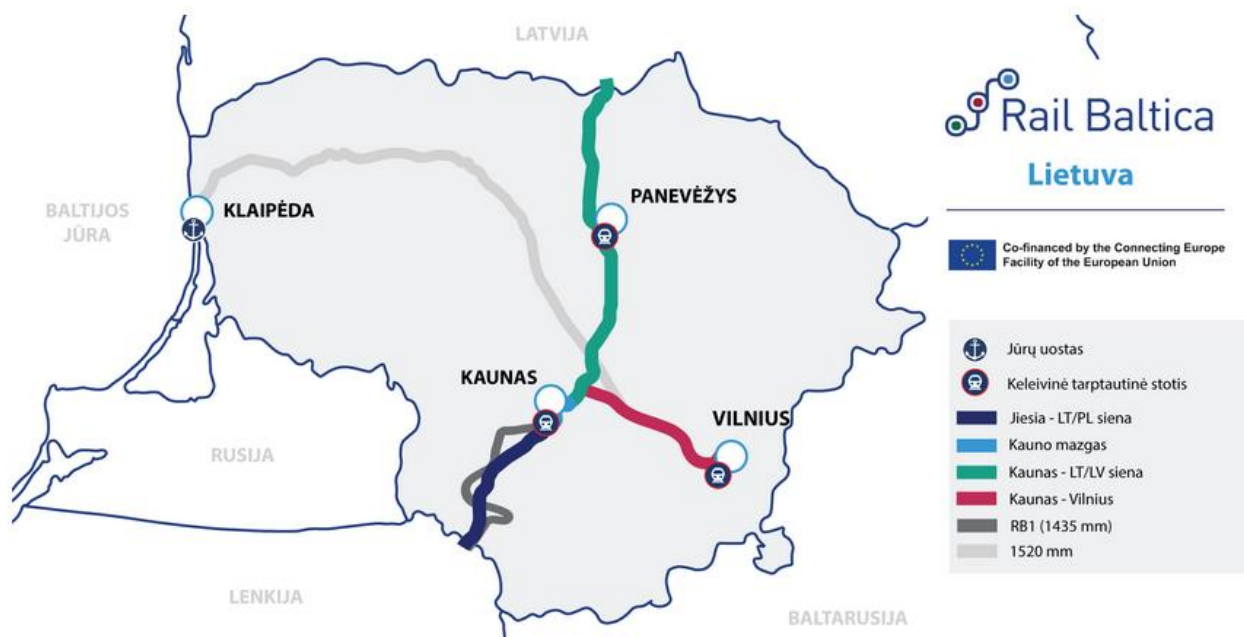 LATVIJA
Rail Baltica
Lietuva
BALTIJOS
JŪRA
KLAIPĖDA
PANEVĖŽYS
Co-financed by the Connecting Europe
Facility of the European Union
KAUNAS
VILNIUS
RUSIJA
LENKIJA
BALTARUSIJA
Jūrų uostas
Keleivinė tarptautinė stotis
Jiesia - LT/PL siena
Kauno mazgas
Kaunas - LT/LV siena
Kaunas - Vilnius
RB1 (1435 mm)
1520 mm